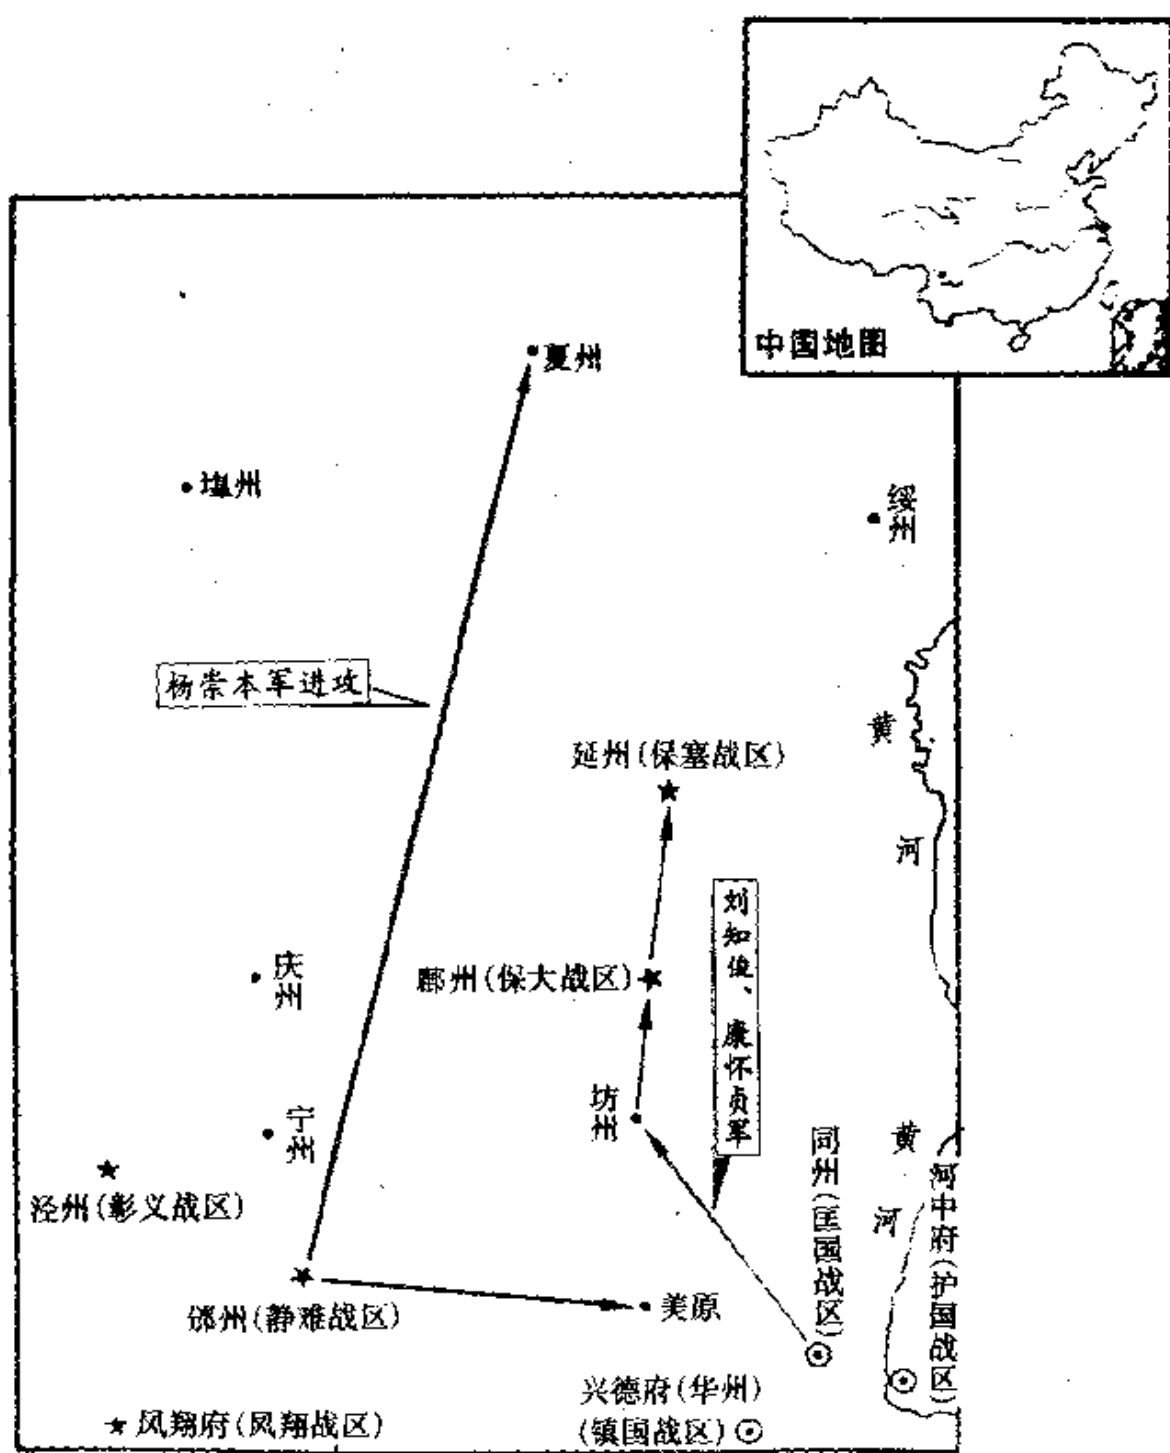 中国地图
夏州
塩州
绥州
杨崇本军进攻
黄河
延州(保塞战区)
刘知俊、康怀贞军
庆州
鄜州(保大战区)
坊州
宁州
同州(匡国战区)
黄河
河中府(护国战区)
泾州(彰义战区)
邠州(静难战区)
美原
兴德府(华州)
(镇国战区)
凤翔府(凤翔战区)